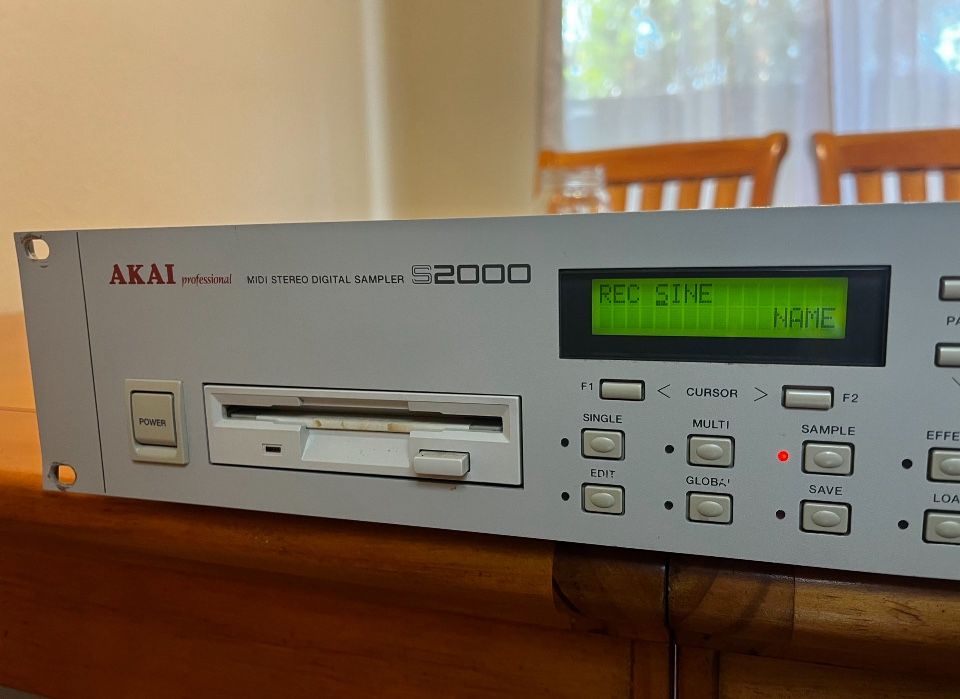 AKAI professional MIDI STEREO DIGITAL SAMPLER S2000
REC SINE
NAME
POWER
F1 < CURSOR > F2
SINGLE MULTI SAMPLE
EDIT GLOBAL SAVE